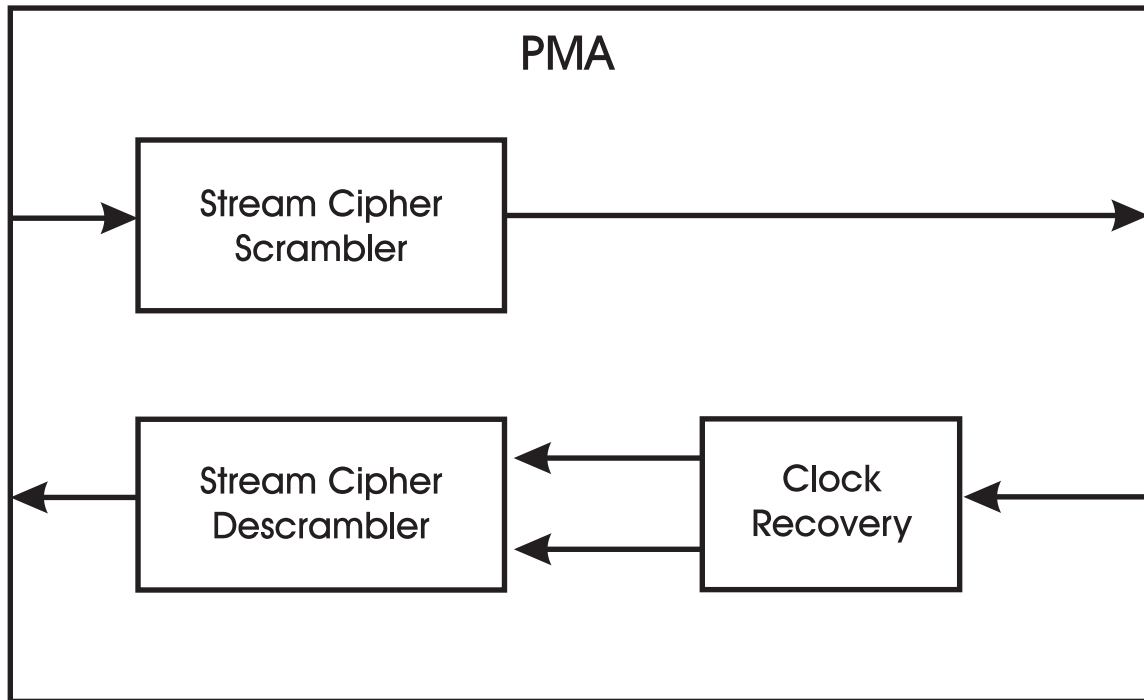 PMA
Stream Cipher
Scrambler
Stream Cipher
Descrambler
Clock
Recovery